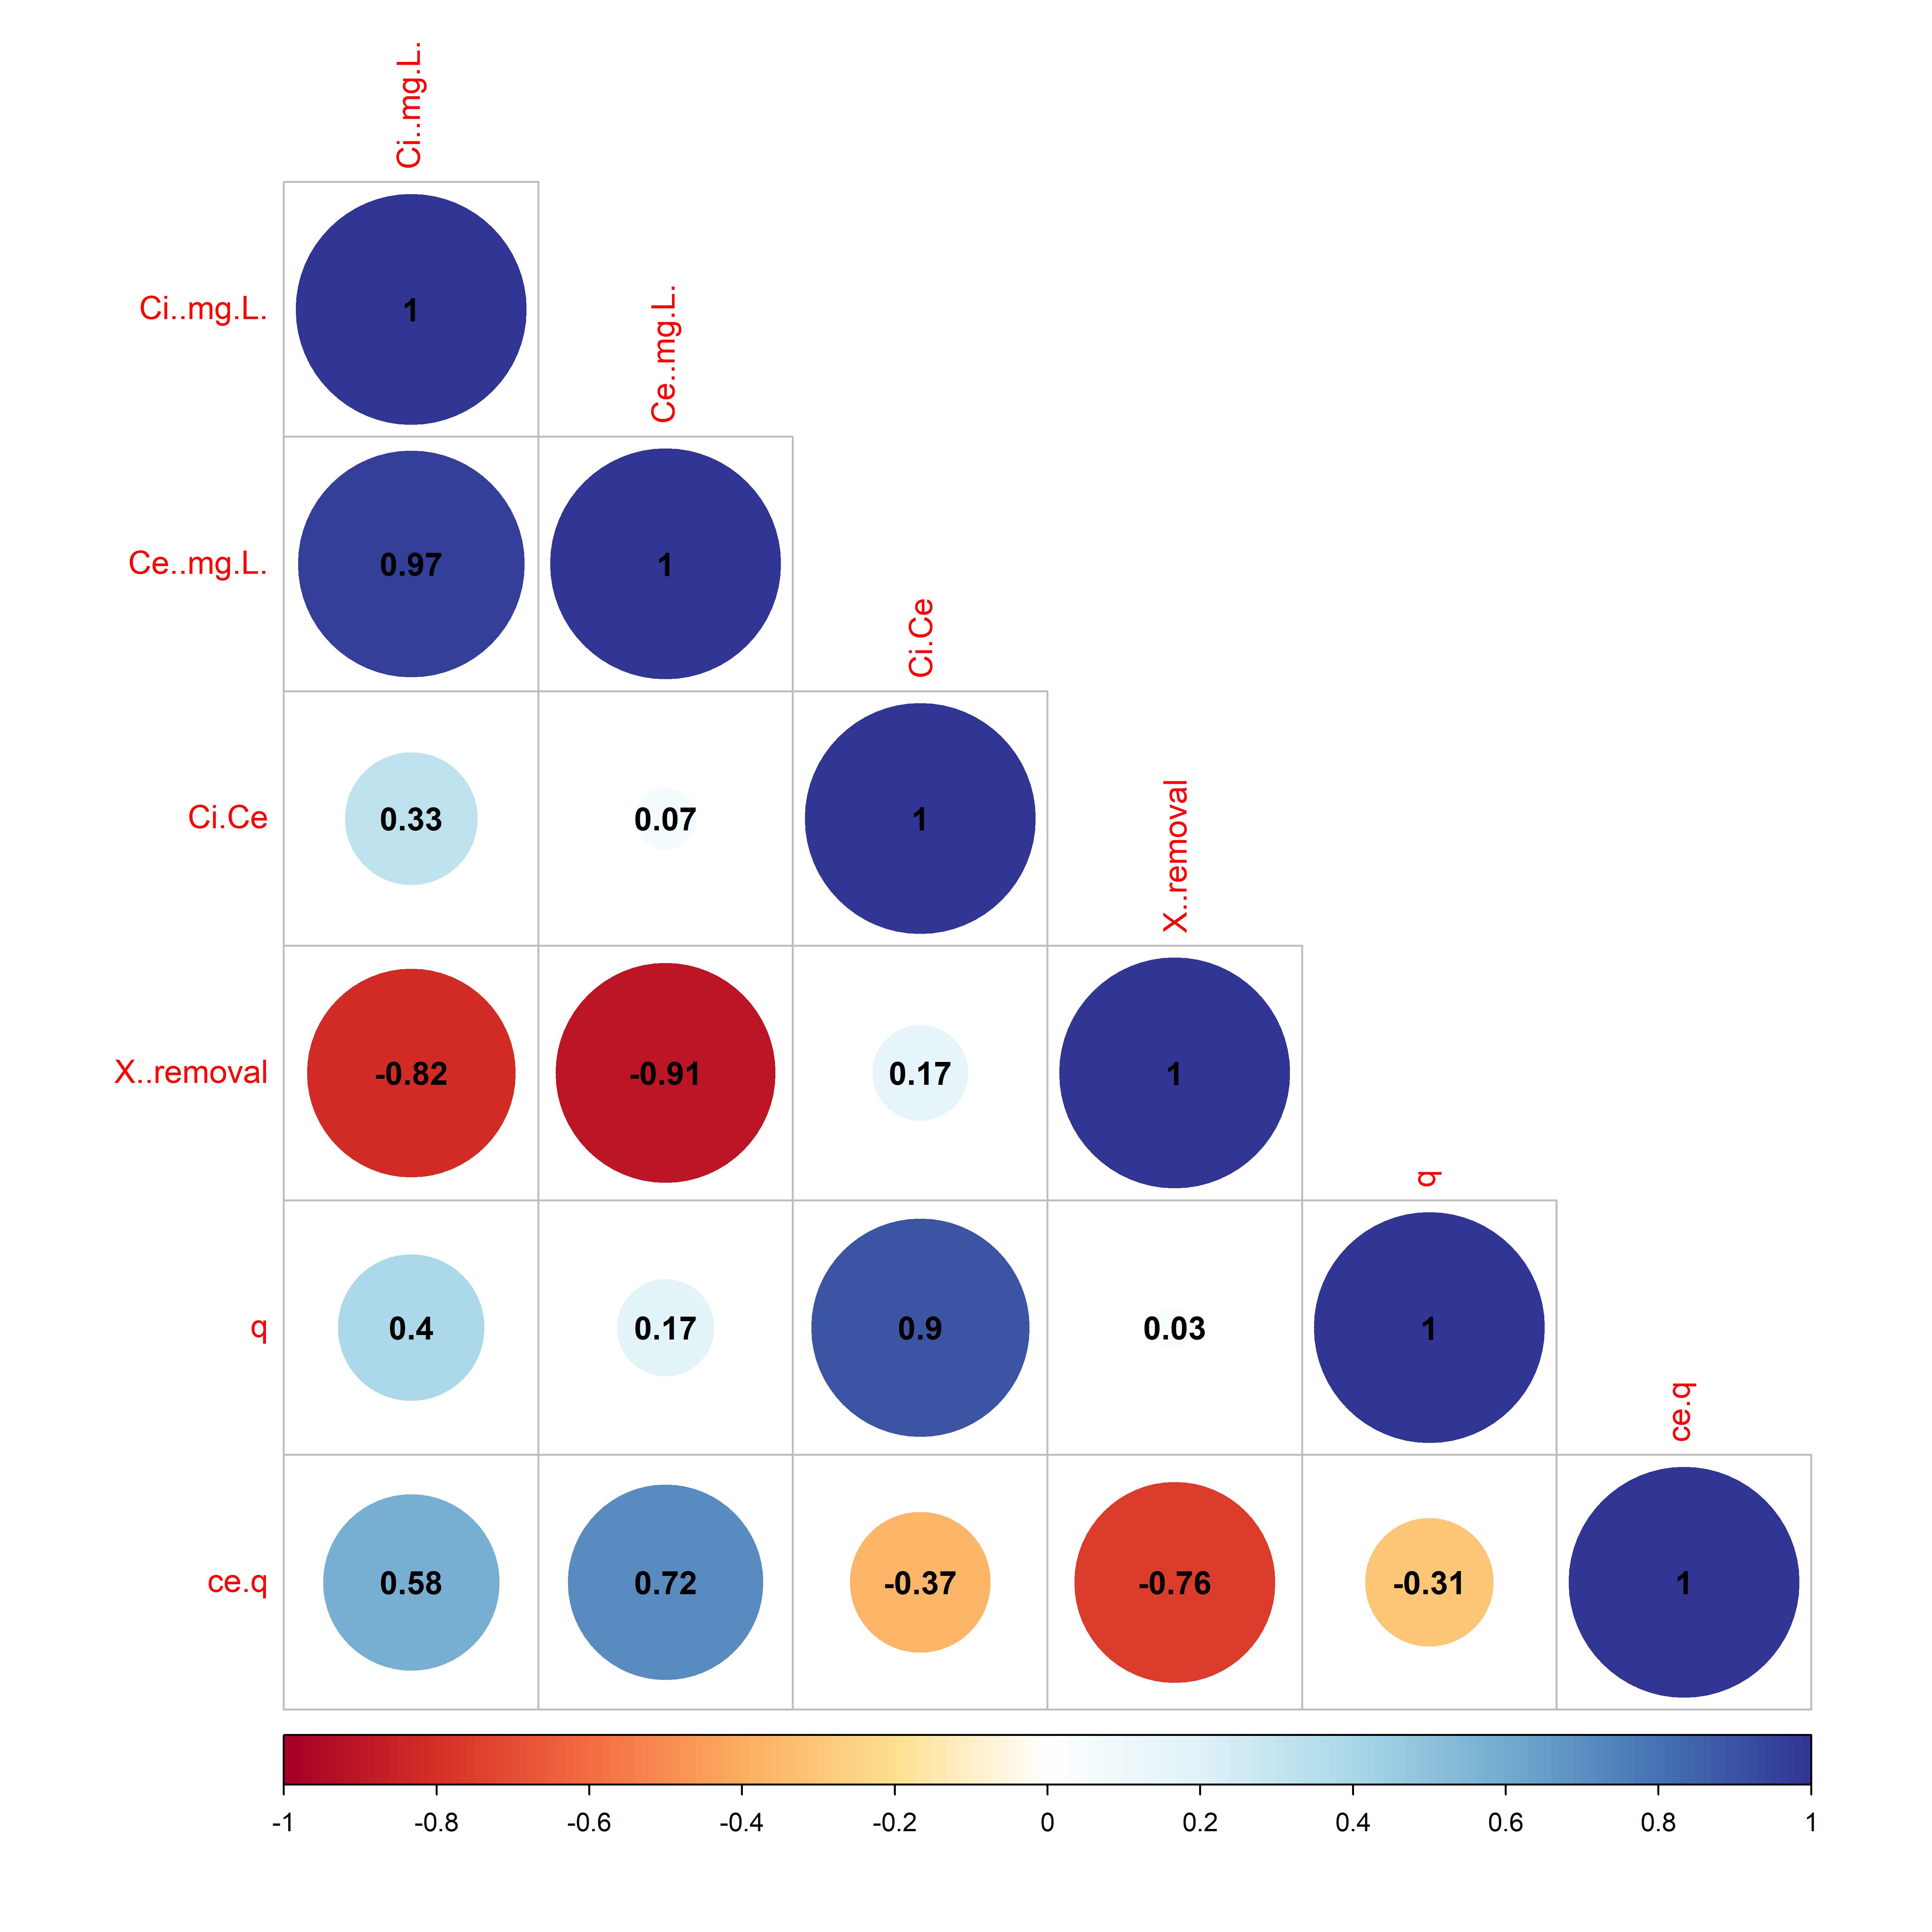 Ci..mg.L.
Ce..mg.L.
Ci.Ce
X..removal
q
ce.q
Ci..mg.L. 1
Ce..mg.L. 0.97 1
Ci.Ce 0.33 0.07 1
X..removal -0.82 -0.91 0.17 1
q 0.4 0.17 0.9 0.03 1
ce.q 0.58 0.72 -0.37 -0.76 -0.31 1
-1 -0.8 -0.6 -0.4 -0.2 0 0.2 0.4 0.6 0.8 1